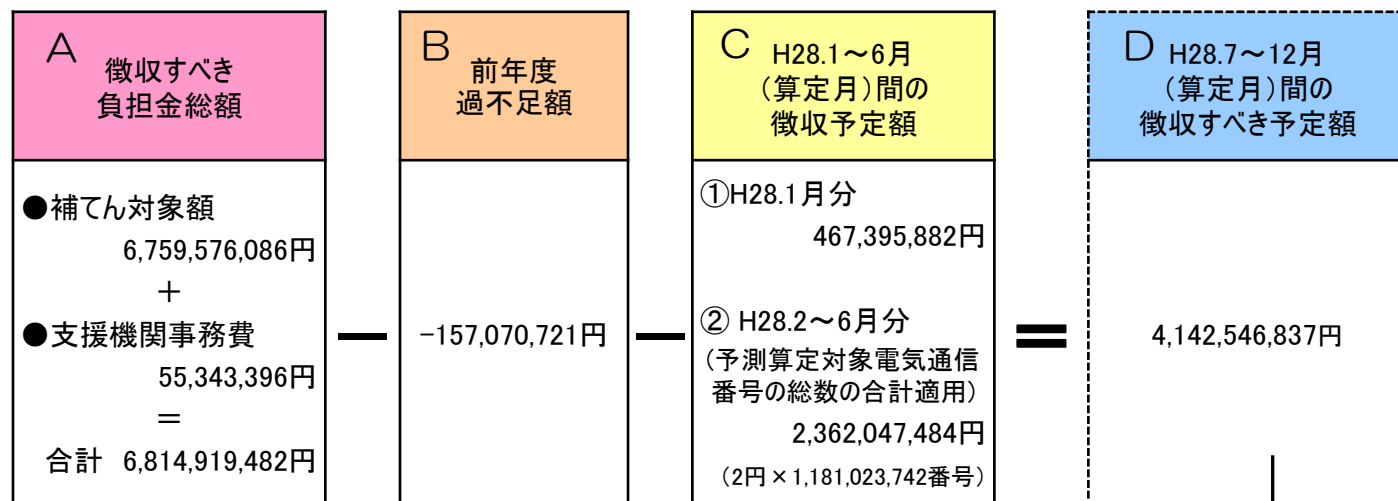 A
徴収すべき
負担金総額
●補てん対象額
6,759,576,086円
+
●支援機関事務費
55,343,396円
=
合計 6,814,919,482円
ー
B
前年度
過不足額
-157,070,721円
ー
C
H28.1～6月
(算定月)間の
徴収予定額
①H28.1月分
467,395,882円
② H28.2～6月分
(予測算定対象電気通信
番号の総数の合計適用)
2,362,047,484円
(2円×1,181,023,742番号)
=
D
H28.7～12月
(算定月)間の
徴収すべき予定額
4,142,546,837円